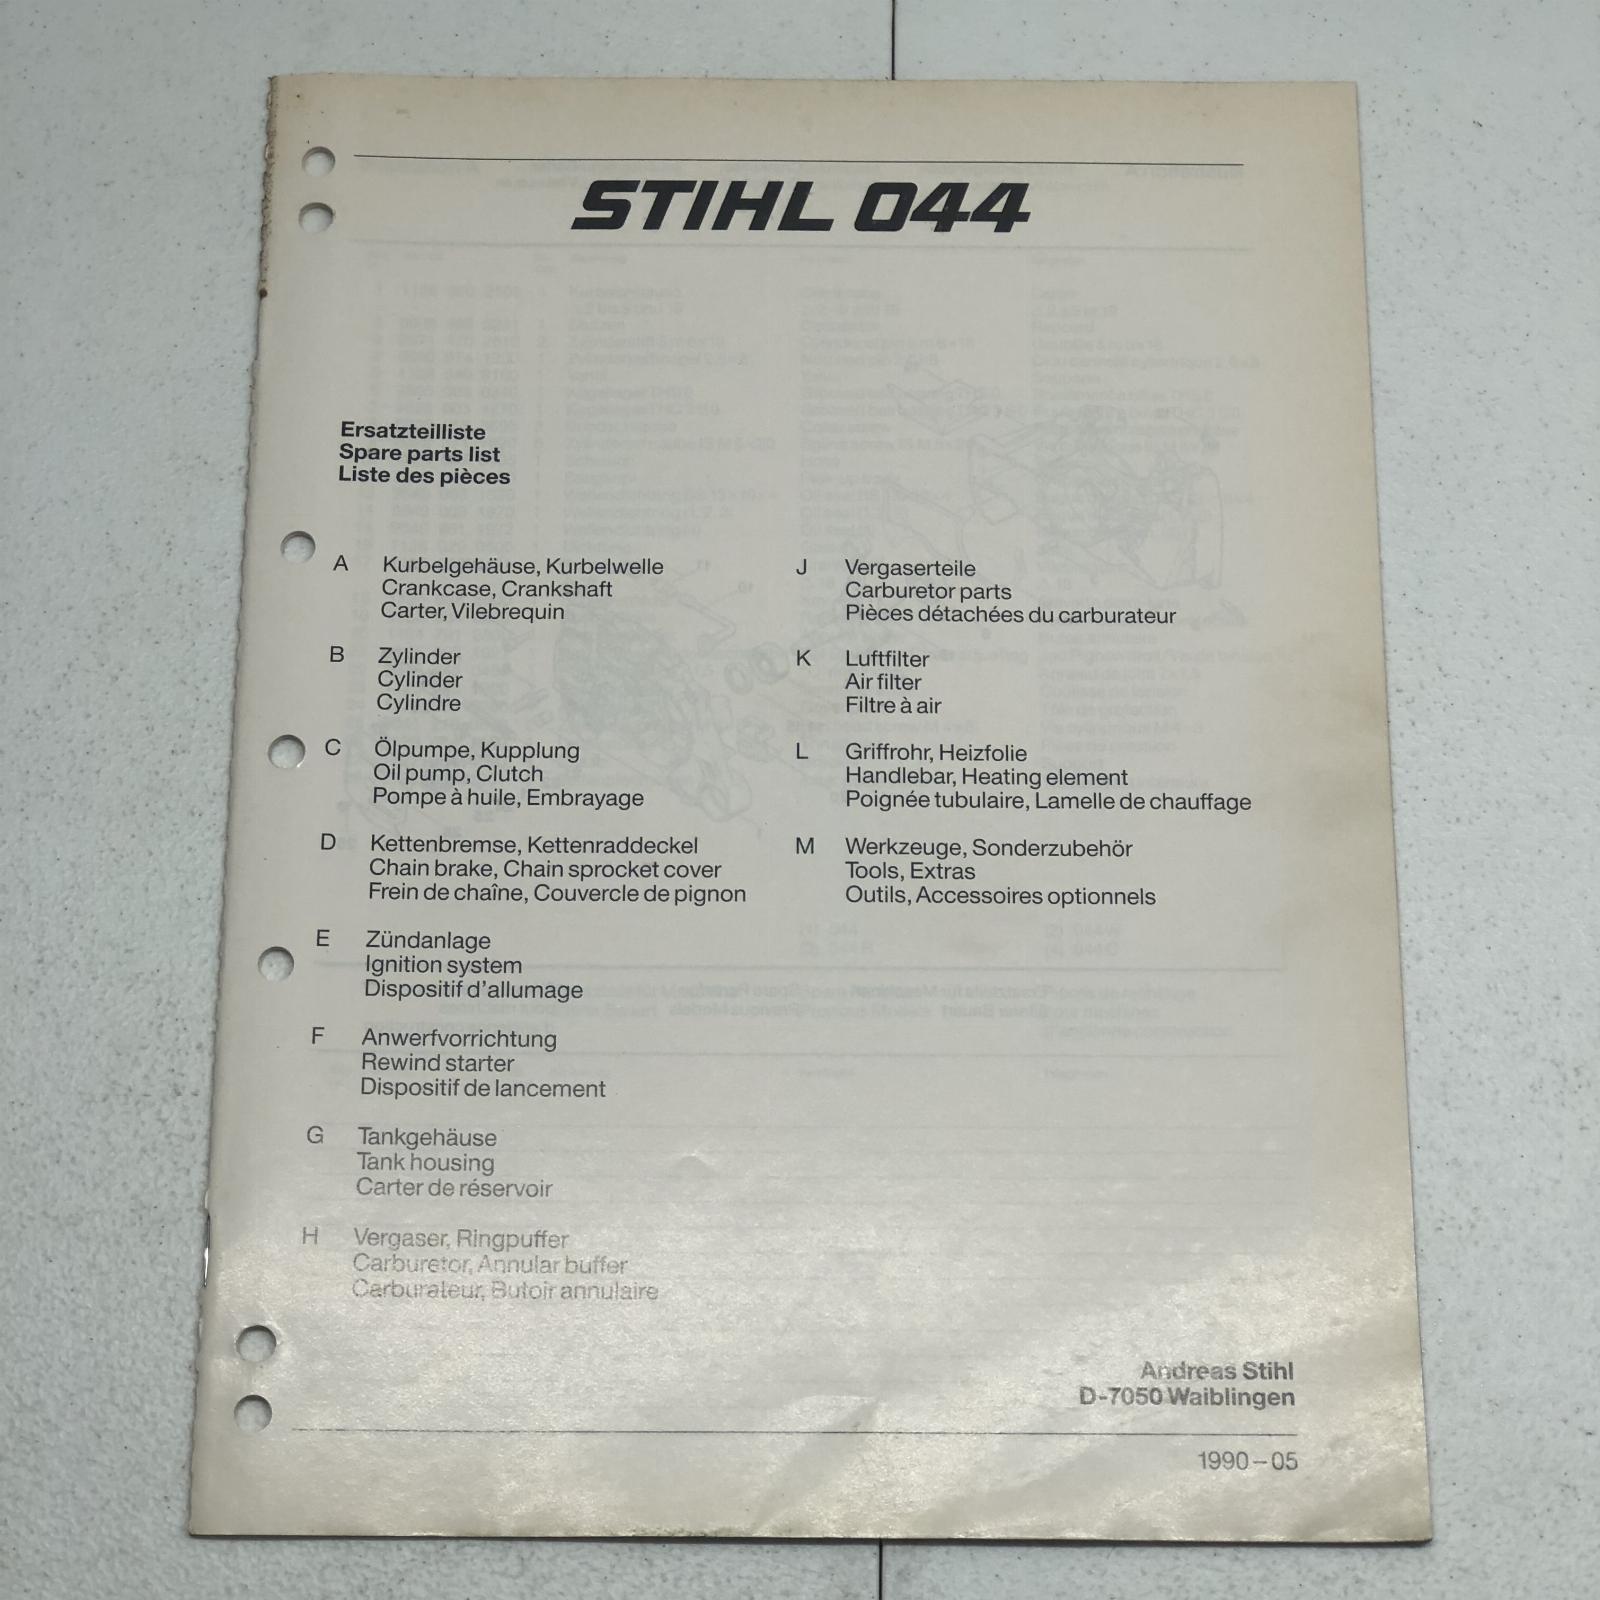 STIHL 044
Ersatzteilliste
Spare parts list
Liste des pièces
A Kurbelgehäuse, Kurbelwelle
Crankcase, Crankshaft
Carter, Vilebrequin
B Zylinder
Cylinder
Cylindre
C Ölpumpe, Kupplung
Oil pump, Clutch
Pompe à huile, Embrayage
D Kettenbremse, Kettenraddeckel
Chain brake, Chain sprocket cover
Frein de chaîne, Couvercle de pignon
E Zündanlage
Ignition system
Dispositif d'allumage
F Anwerfvorrichtung
Rewind starter
Dispositif de lancement
G Tankgehäuse
Tank housing
Carter de réservoir
H Vergaser, Ringpuffer
Carburetor, Annular buffer
Carburateur, Butoir annulaire
J Vergaserteile
Carburetor parts
Pièces détachées du carburateur
K Luftfilter
Air filter
Filtre à air
L Griffrohr, Heizfolie
Handlebar, Heating element
Poignée tubulaire, Lamelle de chauffage
M Werkzeuge, Sonderzubehör
Tools, Extras
Outils, Accessoires optionnels
Andreas Stihl
D-7050 Waiblingen
1990–05